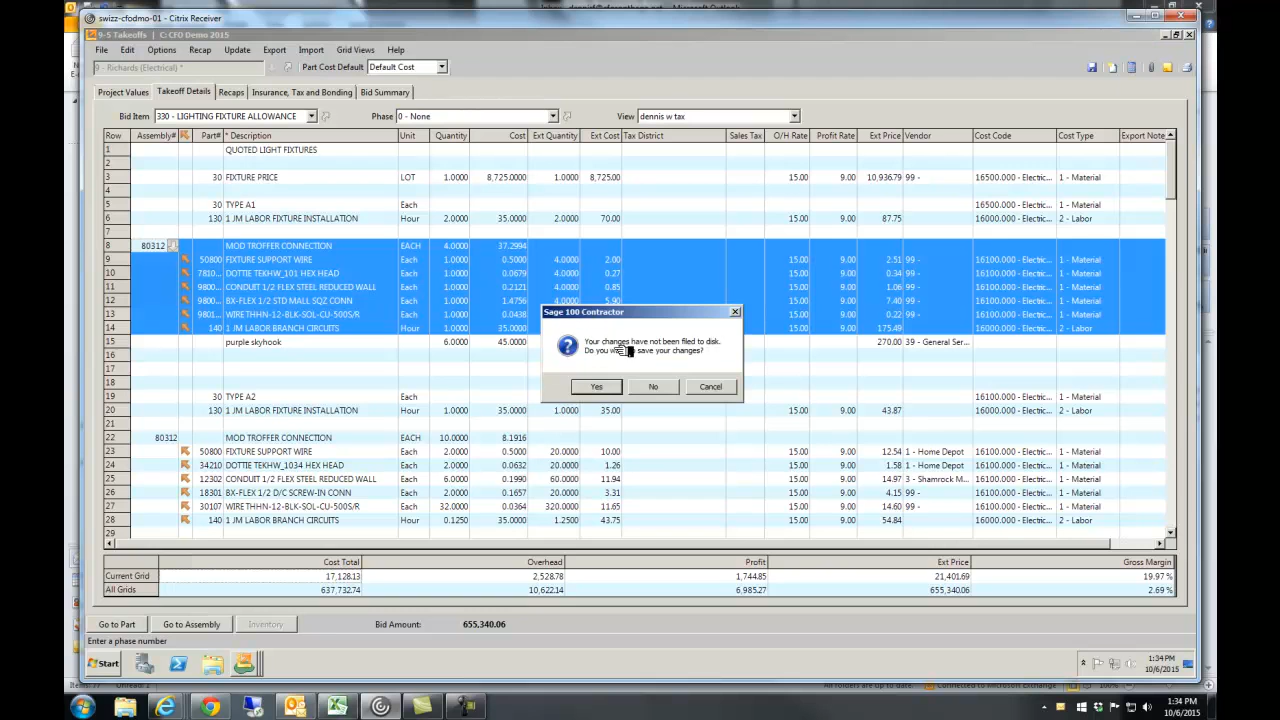 swizz-cfodmo-01 - Citrix Receiver
9-5 Takeoffs | C: CFO Demo 2015
File Edit Options Recap Update Export Import Grid Views Help
9 - Richards (Electrical) * Part Cost Default Default Cost
Project Values Takeoff Details Recaps Insurance, Tax and Bonding Bid Summary
Bid Item 330 - LIGHTING FIXTURE ALLOWANCE Phase 0 - None View dennis w tax
Row Assembly# Part# * Description Unit Quantity Cost Ext Quantity Ext Cost Tax District Sales Tax O/H Rate Profit Rate Ext Price Vendor Cost Code Cost Type Export Note
1 QUOTED LIGHT FIXTURES
2
3 30 FIXTURE PRICE LOT 1.0000 8,725.0000 1.0000 8,725.00 15.00 9.00 10,936.79 99 - 16500.000 - Electric... 1 - Material
4
5 30 TYPE A1 Each 16500.000 - Electric... 1 - Material
6 130 1 JM LABOR FIXTURE INSTALLATION Hour 2.0000 35.0000 2.0000 70.00 15.00 9.00 87.75 16000.000 - Electric... 2 - Labor
7
8 80312 MOD TROFFER CONNECTION EACH 4.0000 37.2994
9 50800 FIXTURE SUPPORT WIRE Each 1.0000 0.5000 4.0000 2.00 15.00 9.00 2.51 99 - 16100.000 - Electric... 1 - Material
10 7810... DOTTIE TEKHW_101 HEX HEAD Each 1.0000 0.0679 4.0000 0.27 15.00 9.00 0.34 99 - 16100.000 - Electric... 1 - Material
11 9800... CONDUIT 1/2 FLEX STEEL REDUCED WALL Each 1.0000 0.2121 4.0000 0.85 15.00 9.00 1.06 99 - 16100.000 - Electric... 1 - Material
12 9800... BX-FLEX 1/2 STD MALL SQZ CONN Each 1.0000 1.4756 4.0000 5.90 15.00 9.00 7.40 99 - 16100.000 - Electric... 1 - Material
13 9801... WIRE THHN-12-BLK-SOL-CU-500S/R Each 1.0000 0.0438 15.00 9.00 0.22 99 - 16100.000 - Electric... 1 - Material
14 140 1 JM LABOR BRANCH CIRCUITS Hour 1.0000 35.0000 15.00 9.00 175.49 16000.000 - Electric... 2 - Labor
15 purple skyhook 6.0000 45.0000 270.00 39 - General Ser... 1 - Material
16
17
18
19 30 TYPE A2 Each 16100.000 - Electric... 1 - Material
20 130 1 JM LABOR FIXTURE INSTALLATION Hour 1.0000 35.0000 1.0000 35.00 15.00 9.00 43.87 16000.000 - Electric... 2 - Labor
21
22 80312 MOD TROFFER CONNECTION EACH 10.0000 8.1916
23 50800 FIXTURE SUPPORT WIRE Each 2.0000 0.5000 20.0000 10.00 15.00 9.00 12.54 1 - Home Depot 16100.000 - Electric... 1 - Material
24 34210 DOTTIE TEKHW_1034 HEX HEAD Each 2.0000 0.0632 20.0000 1.26 15.00 9.00 1.58 1 - Home Depot 16100.000 - Electric... 1 - Material
25 12302 CONDUIT 1/2 FLEX STEEL REDUCED WALL Each 6.0000 0.1990 60.0000 11.94 15.00 9.00 14.97 3 - Shamrock M... 16100.000 - Electric... 1 - Material
26 18301 BX-FLEX 1/2 D/C SCREW-IN CONN Each 2.0000 0.1657 20.0000 3.31 15.00 9.00 4.15 99 - 16100.000 - Electric... 1 - Material
27 30107 WIRE THHN-12-BLK-SOL-CU-500S/R Each 32.0000 0.0364 320.0000 11.65 15.00 9.00 14.60 99 - 16100.000 - Electric... 1 - Material
28 140 1 JM LABOR BRANCH CIRCUITS Hour 0.1250 35.0000 1.2500 43.75 15.00 9.00 54.84 16000.000 - Electric... 2 - Labor
29
Sage 100 Contractor
Your changes have not been filed to disk.
Do you save your changes?
Yes No Cancel
Cost Total Overhead Profit Ext Price Gross Margin
Current Grid 17,128.13 2,528.78 1,744.85 21,401.69 19.97 %
All Grids 637,732.74 10,622.14 6,985.27 655,340.06 2.69 %
Go to Part Go to Assembly Inventory Bid Amount: 655,340.06
Enter a phase number
Start 1:34 PM
10/6/2015
1:34 PM
10/6/2015